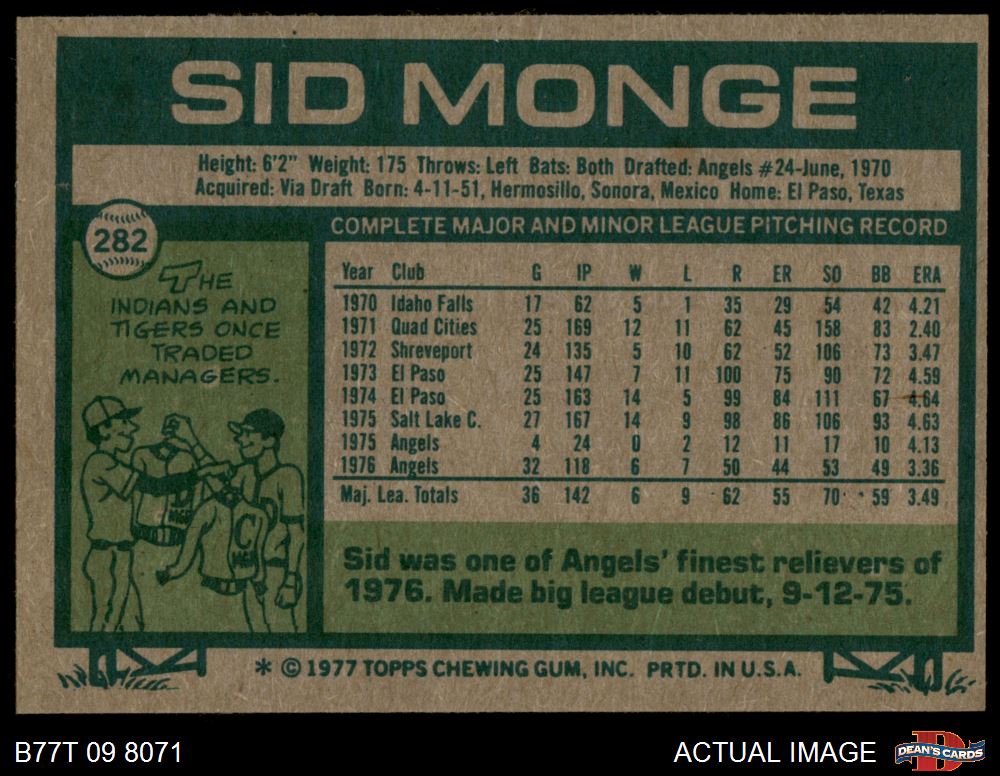 SID MONGE
Height: 6'2" Weight: 175 Throws: Left Bats: Both Drafted: Angels #24-June, 1970
Acquired: Via Draft Born: 4-11-51, Hermosillo, Sonora, Mexico Home: El Paso, Texas
282
THE
INDIANS AND
TIGERS ONCE
TRADED
MANAGERS.
COMPLETE MAJOR AND MINOR LEAGUE PITCHING RECORD
Year Club G IP W L R ER SO BB ERA
1970 Idaho Falls 17 62 5 1 35 29 54 42 4.21
1971 Quad Cities 25 169 12 11 62 45 158 83 2.40
1972 Shreveport 24 135 5 10 62 52 106 73 3.47
1973 El Paso 25 147 7 11 100 75 90 72 4.59
1974 El Paso 25 163 14 5 99 84 111 67 4.64
1975 Salt Lake C. 27 167 14 9 98 86 106 93 4.63
1975 Angels 4 24 0 2 12 11 17 10 4.13
1976 Angels 32 118 6 7 50 44 53 49 3.36
Maj. Lea. Totals 36 142 6 9 62 55 70 59 3.49
Sid was one of Angels' finest relievers of
1976. Made big league debut, 9-12-75.
* © 1977 TOPPS CHEWING GUM, INC. PRTD. IN U.S.A.
B77T 09 8071
ACTUAL IMAGE
DEAN'S CARDS